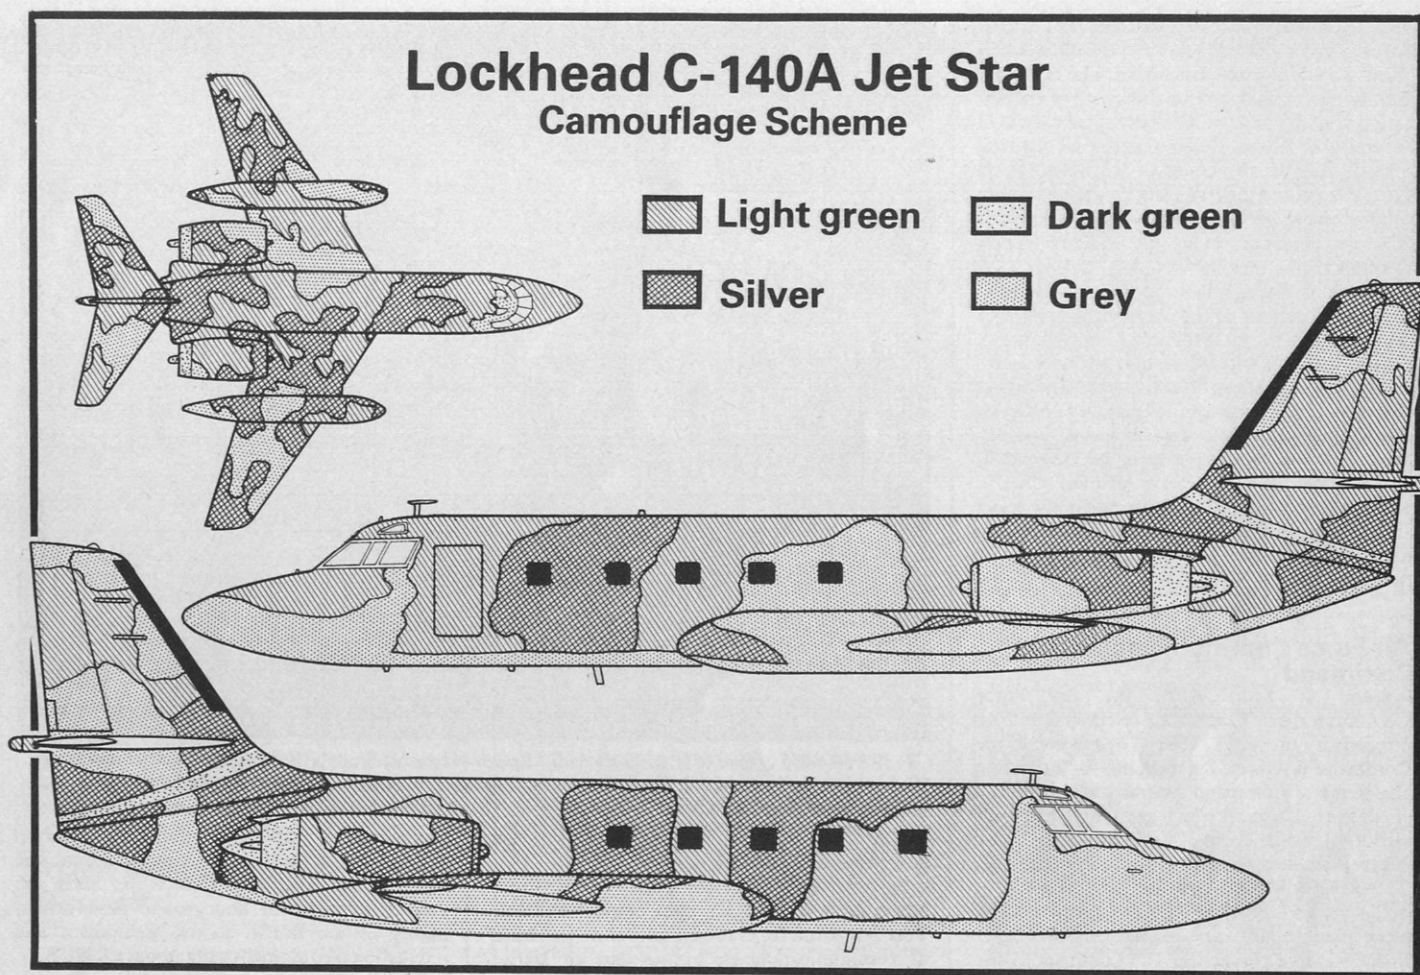 Lockhead C-140A Jet Star
Camouflage Scheme
Light green
Dark green
Silver
Grey